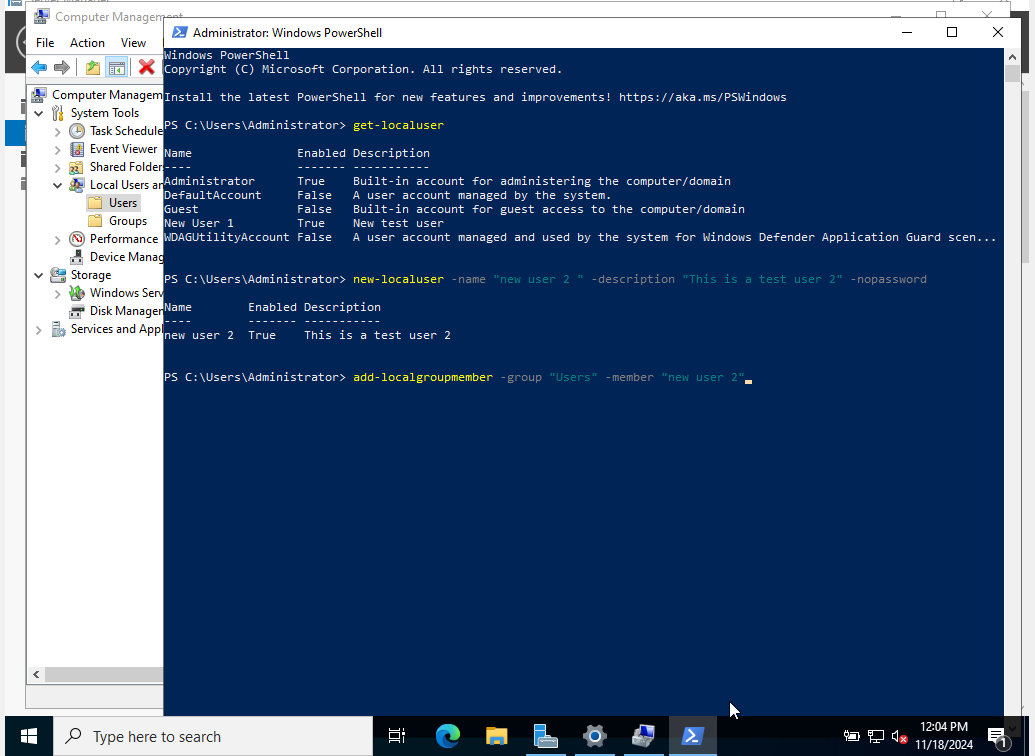 Computer Management
Administrator: Windows PowerShell
File Action View
Computer Managem
System Tools
Task Schedule
Event Viewer
Shared Folder
Local Users an
Users
Groups
Performance
Device Manag
Storage
Windows Serv
Disk Managem
Services and Appl
Windows PowerShell
Copyright (C) Microsoft Corporation. All rights reserved.
Install the latest PowerShell for new features and improvements! https://aka.ms/PSWindows
PS C:\Users\Administrator> get-localuser
Name Enabled Description
---- ------- -----------
Administrator True Built-in account for administering the computer/domain
DefaultAccount False A user account managed by the system.
Guest False Built-in account for guest access to the computer/domain
New User 1 True New test user
WDAGUtilityAccount False A user account managed and used by the system for Windows Defender Application Guard scen...
PS C:\Users\Administrator> new-localuser -name "new user 2 " -description "This is a test user 2" -nopassword
Name Enabled Description
---- ------- -----------
new user 2 True This is a test user 2
PS C:\Users\Administrator> add-localgroupmember -group "Users" -member "new user 2"
Type here to search
12:04 PM
11/18/2024
1